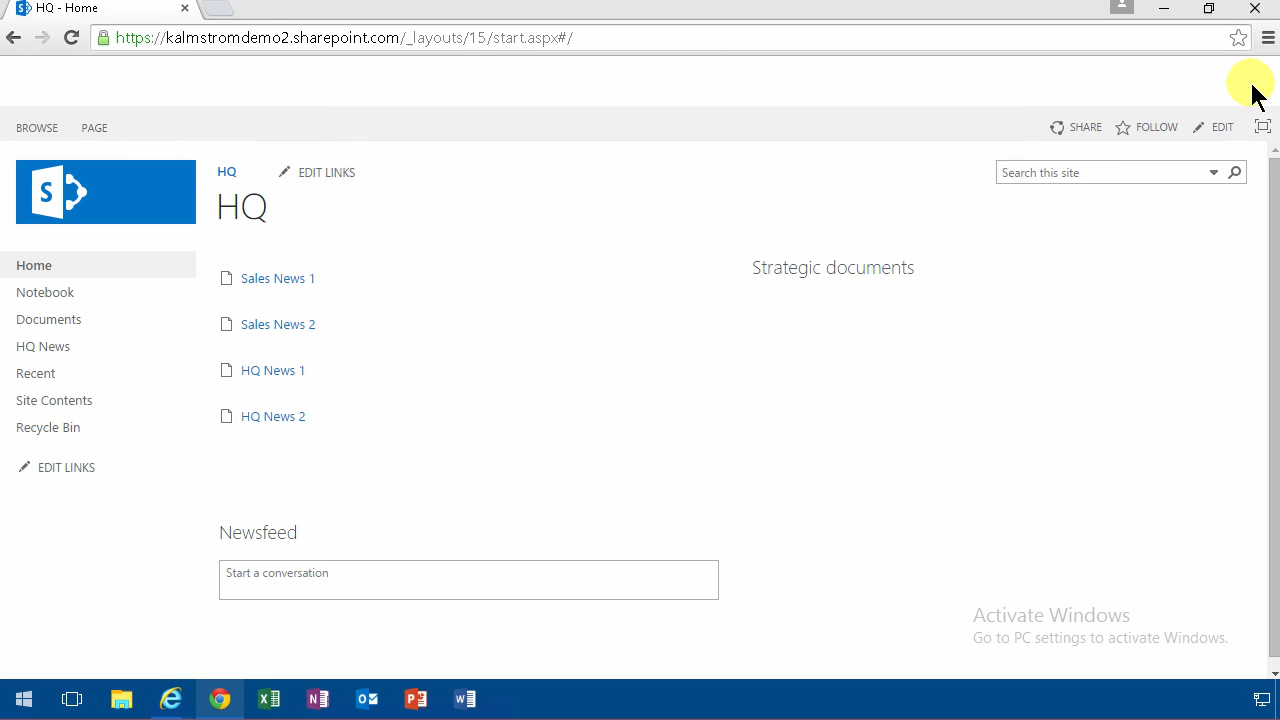 HQ - Home
https://kalmstromdemo2.sharepoint.com/_layouts/15/start.aspx#/
BROWSE PAGE SHARE FOLLOW EDIT
S
HQ EDIT LINKS
Search this site
HQ
Home
Notebook
Documents
HQ News
Recent
Site Contents
Recycle Bin
EDIT LINKS
Sales News 1
Sales News 2
HQ News 1
HQ News 2
Strategic documents
Newsfeed
Start a conversation
Activate Windows
Go to PC settings to activate Windows.